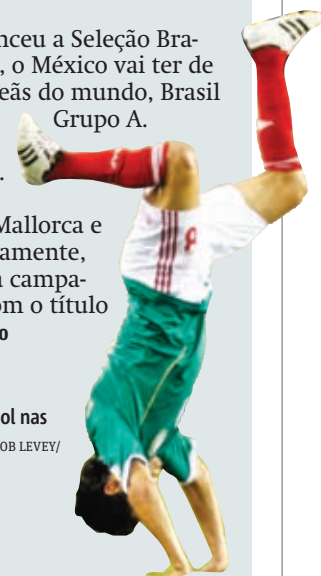 nceu a Seleção Bra-
, o México vai ter de
eãs do mundo, Brasil
Grupo A.
.
Mallorca e
amente,
a campa-
om o título
o
ol nas
OB LEVEY/
8